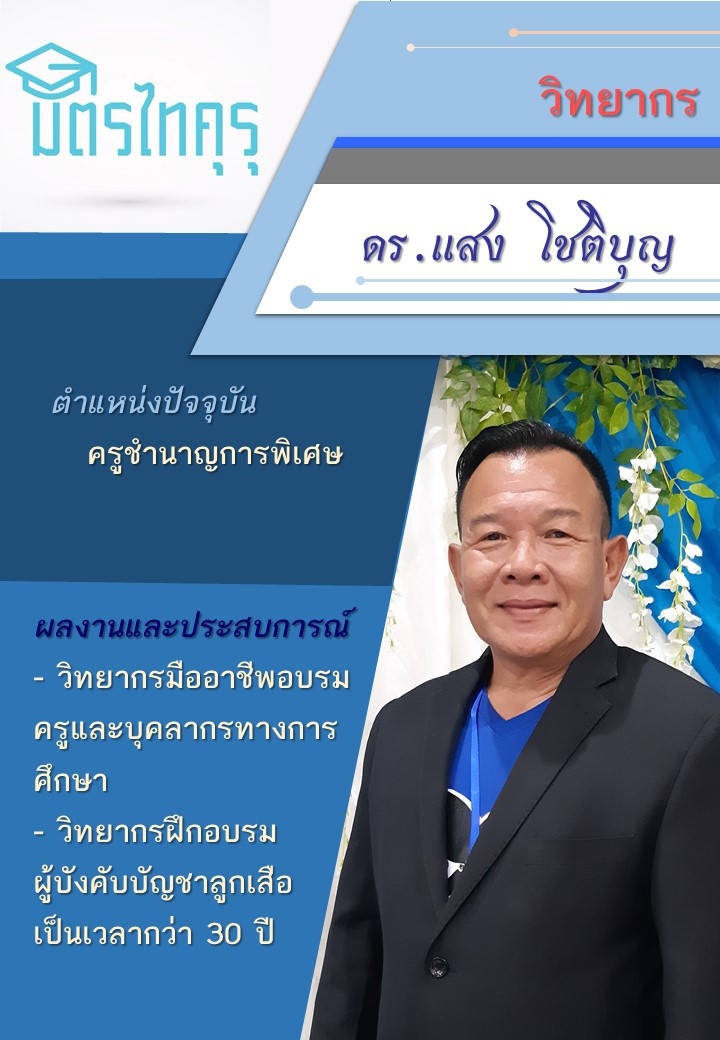 มิตรไทคุรุ
วิทยากร
ดร.แสง โชติบุญ
ตำแหน่งปัจจุบัน
ครูชำนาญการพิเศษ
ผลงานและประสบการณ์
- วิทยากรมืออาชีพอบรม
ครูและบุคลากรทางการ
ศึกษา
- วิทยากรฝึกอบรม
ผู้บังคับบัญชาลูกเสือ
เป็นเวลากว่า 30 ปี